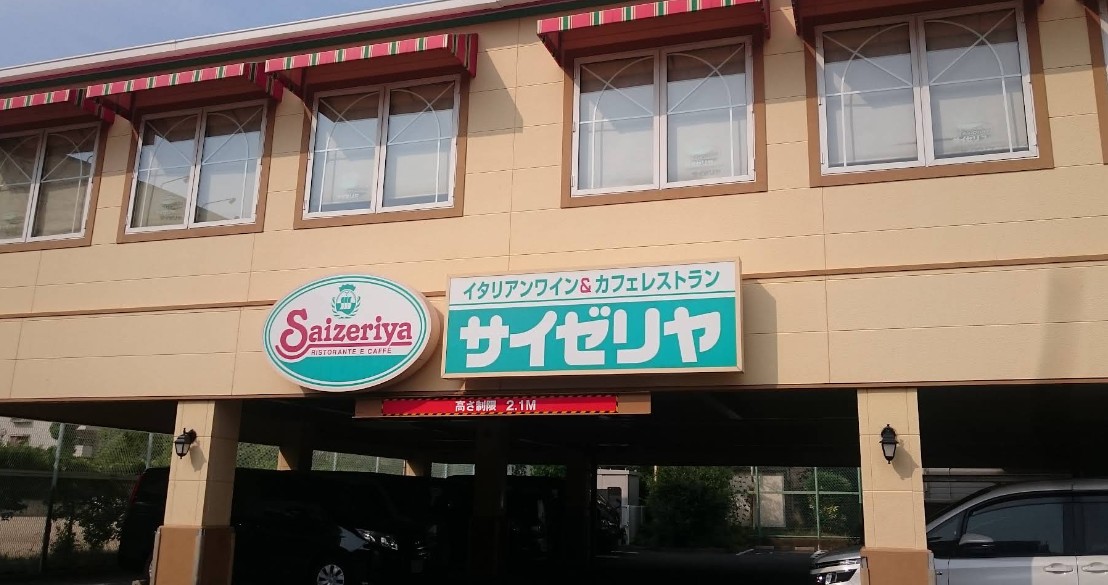 Saizeriya
RISTORANTE E CAFFÈ
イタリアンワイン&カフェレストラン
サイゼリヤ
高さ制限 2.1M